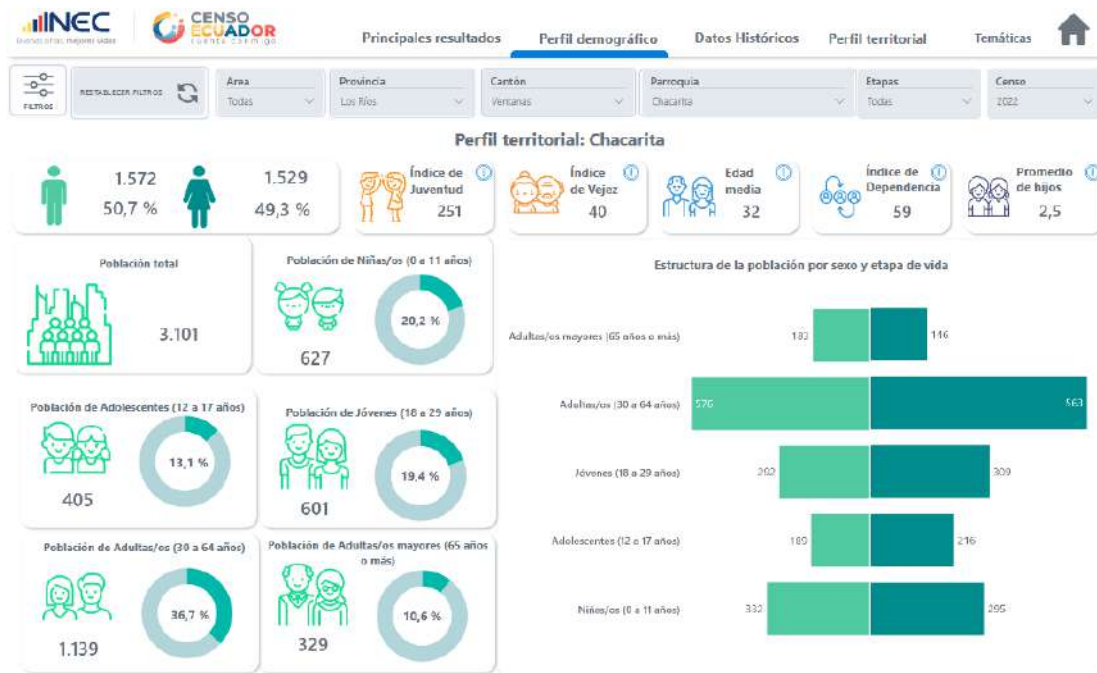 INEC
Buenas cifras, mejores vidas
CENSO
ECUADOR
cuenta conmigo
Principales resultados
Perfil demográfico
Datos Históricos
Perfil territorial
Temáticas
FILTROS
RESTABLECER FILTROS
Area
Todas
Provincia
Los Ríos
Cantón
Ventanas
Parroquia
Chacarita
Etapas
Todas
Censo
2022
Perfil territorial: Chacarita
1.572
50,7 %
1.529
49,3 %
Índice de
Juventud
251
Índice
de Vejez
40
Edad
media
32
Índice de
Dependencia
59
Promedio
de hijos
2,5
Población total
3.101
Población de Niñas/os (0 a 11 años)
20,2 %
627
Población de Adolescentes (12 a 17 años)
13,1 %
405
Población de Jóvenes (18 a 29 años)
19,4 %
601
Población de Adultas/os (30 a 64 años)
36,7 %
1.139
Población de Adultas/os mayores (65 años
o más)
10,6 %
329
Estructura de la población por sexo y etapa de vida
Adultas/os mayores (65 años o más)
183
146
Adultas/os (30 a 64 años)
576
563
Jóvenes (18 a 29 años)
292
309
Adolescentes (12 a 17 años)
189
216
Niñas/os (0 a 11 años)
332
295